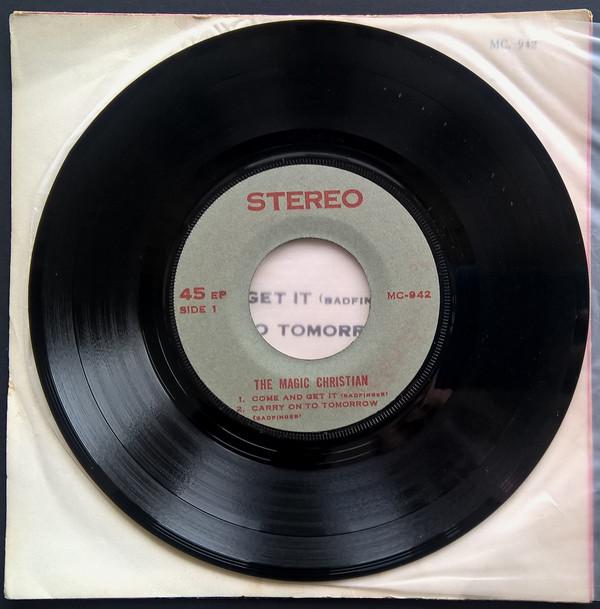 MC-942
STEREO
45 EP
SIDE 1
GET IT (BADFIN
O TOMORR
MC-942
THE MAGIC CHRISTIAN
1. COME AND GET IT (BADFINGER)
2. CARRY ON TO TOMORROW
(BADFINGER)